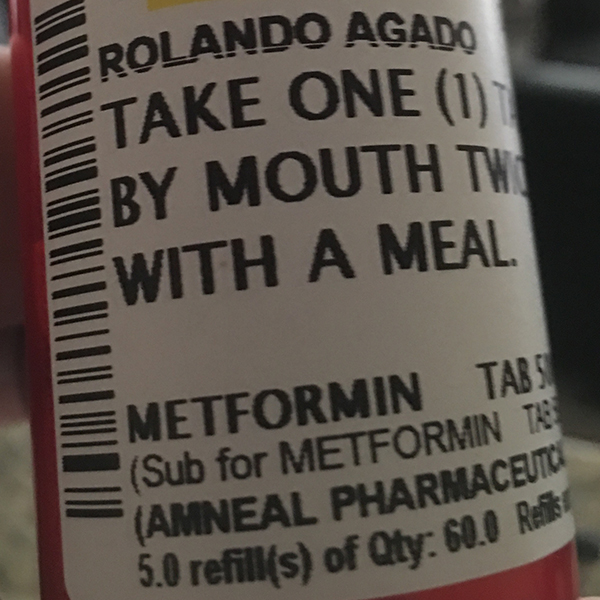 ROLANDO AGADO
TAKE ONE (1)
BY MOUTH
WITH A MEAL.
METFORMIN TAB
(Sub for METFORMIN
(AMNEAL PHARMACEUTICA
5.0 refill(s) of Qty: 60.0 Refills